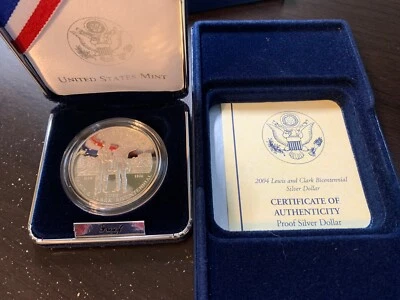 UNITED STATES MINT
2004 Lewis and Clark Bicentennial
Silver Dollar
CERTIFICATE OF
AUTHENTICITY
Proof Silver Dollar